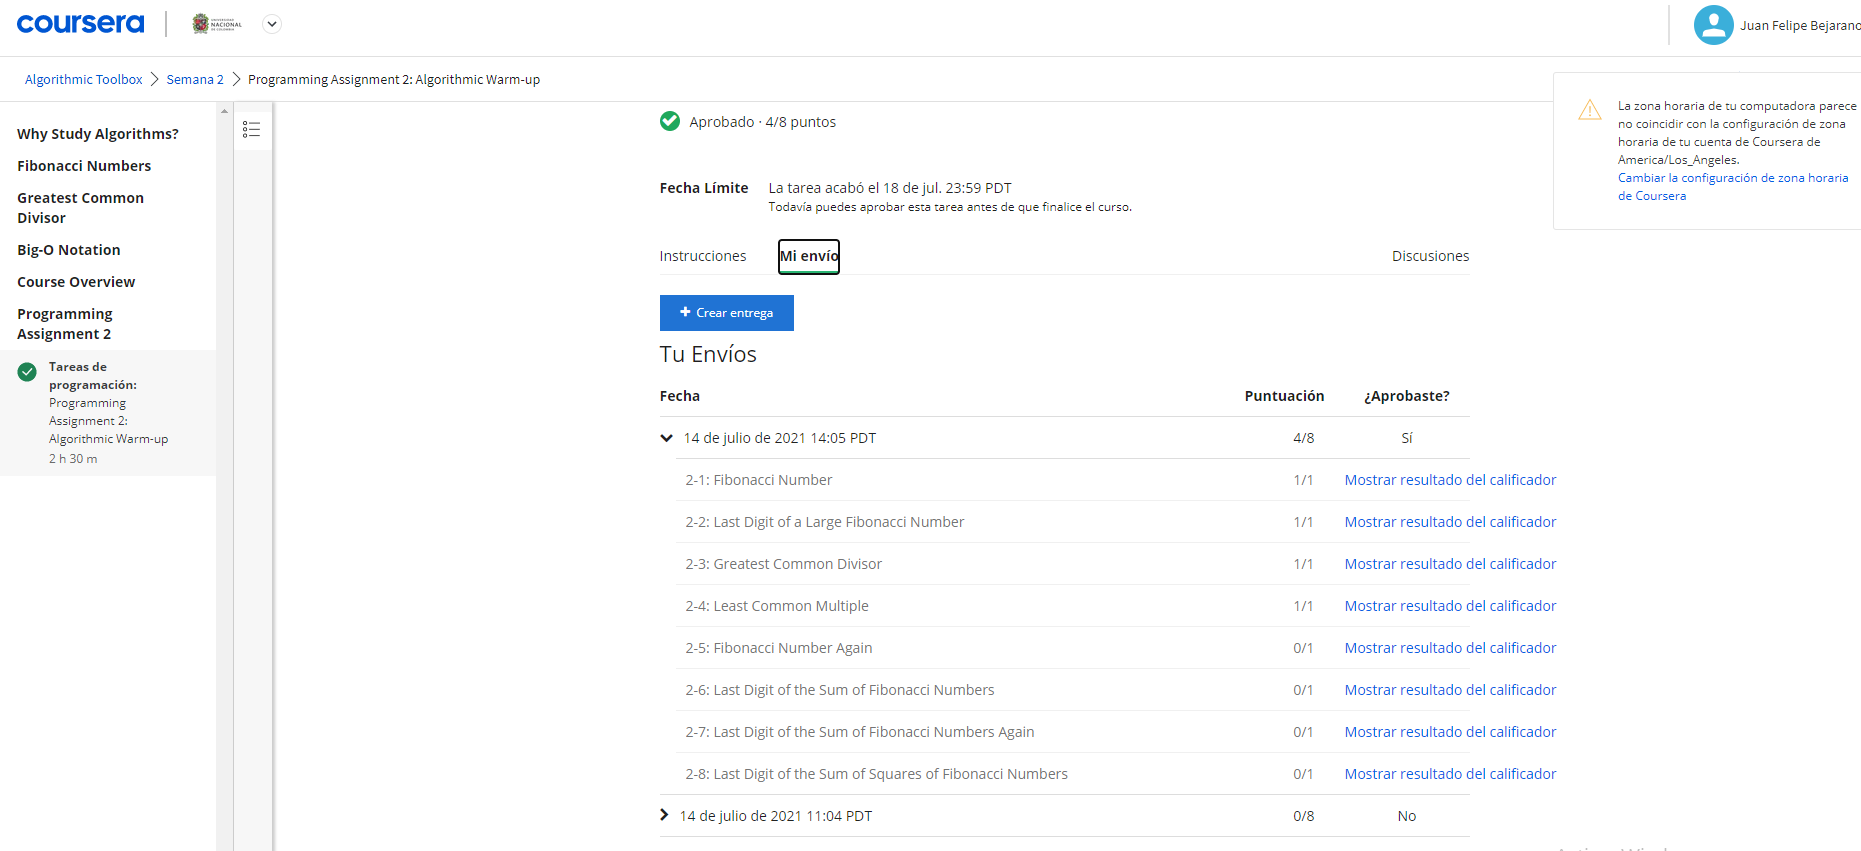 coursera
UNIVERSIDAD
NACIONAL
DE COLOMBIA
Juan Felipe Bejarano
Algorithmic Toolbox
Semana 2
Programming Assignment 2: Algorithmic Warm-up
La zona horaria de tu computadora parece
no coincidir con la configuración de zona
horaria de tu cuenta de Coursera de
America/Los_Angeles.
Cambiar la configuración de zona horaria
de Coursera
Why Study Algorithms?
Fibonacci Numbers
Greatest Common
Divisor
Big-O Notation
Course Overview
Programming
Assignment 2
Tareas de
programación:
Programming
Assignment 2:
Algorithmic Warm-up
2 h 30 m
Aprobado · 4/8 puntos
Fecha Límite La tarea acabó el 18 de jul. 23:59 PDT
Todavía puedes aprobar esta tarea antes de que finalice el curso.
Instrucciones Mi envío Discusiones
+ Crear entrega
Tu Envíos
Fecha Puntuación ¿Aprobaste?
14 de julio de 2021 14:05 PDT 4/8 Sí
2-1: Fibonacci Number 1/1 Mostrar resultado del calificador
2-2: Last Digit of a Large Fibonacci Number 1/1 Mostrar resultado del calificador
2-3: Greatest Common Divisor 1/1 Mostrar resultado del calificador
2-4: Least Common Multiple 1/1 Mostrar resultado del calificador
2-5: Fibonacci Number Again 0/1 Mostrar resultado del calificador
2-6: Last Digit of the Sum of Fibonacci Numbers 0/1 Mostrar resultado del calificador
2-7: Last Digit of the Sum of Fibonacci Numbers Again 0/1 Mostrar resultado del calificador
2-8: Last Digit of the Sum of Squares of Fibonacci Numbers 0/1 Mostrar resultado del calificador
14 de julio de 2021 11:04 PDT 0/8 No